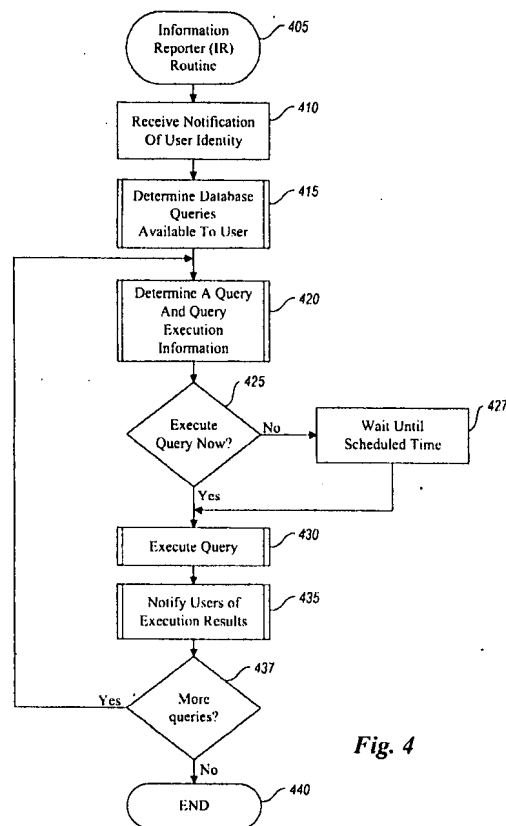 Information
Reporter (IR)
Routine
405
410
Receive Notification
Of User Identity
415
Determine Database
Queries
Available To User
420
Determine A Query
And Query
Execution
Information
425
Execute
Query Now?
No
427
Wait Until
Scheduled Time
Yes
Execute Query
430
Notify Users of
Execution Results
435
437
Yes
More
queries?
No
Fig. 4
END
440